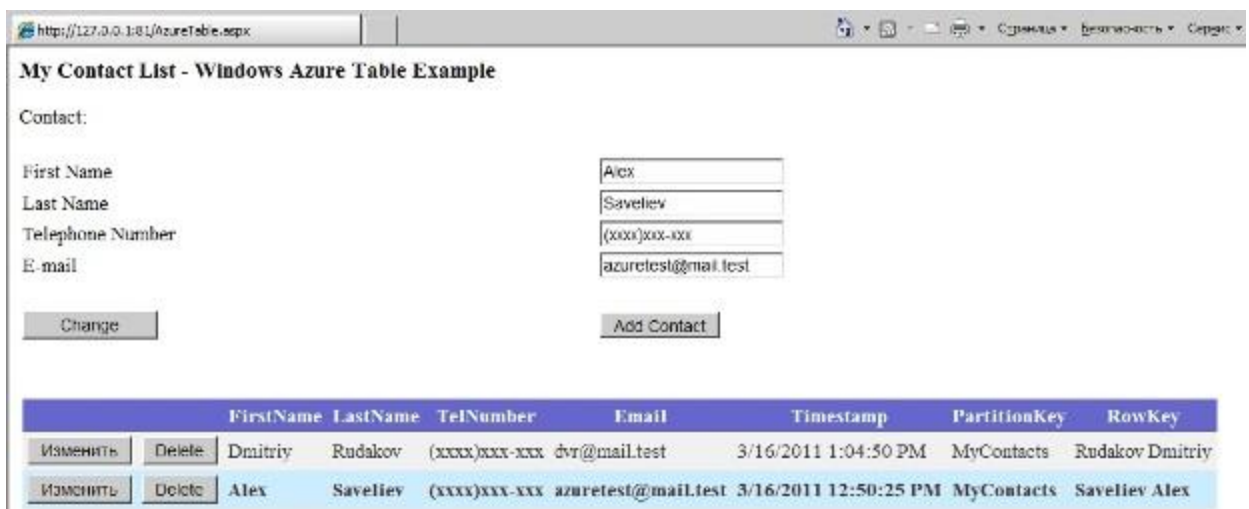 http://127.0.0.1:81/AzureTable.aspx Страница Безопасность Сервис
My Contact List - Windows Azure Table Example
Contact:
First Name Alex
Last Name Saveliev
Telephone Number (xxxx)xxx-xxx
E-mail azuretest@mail.test
Change Add Contact
FirstName LastName TelNumber Email Timestamp PartitionKey RowKey
Изменить Delete Dmitriy Rudakov (xxxx)xxx-xxx dvr@mail.test 3/16/2011 1:04:50 PM MyContacts Rudakov Dmitriy
Изменить Delete Alex Saveliev (xxxx)xxx-xxx azuretest@mail.test 3/16/2011 12:50:25 PM MyContacts Saveliev Alex